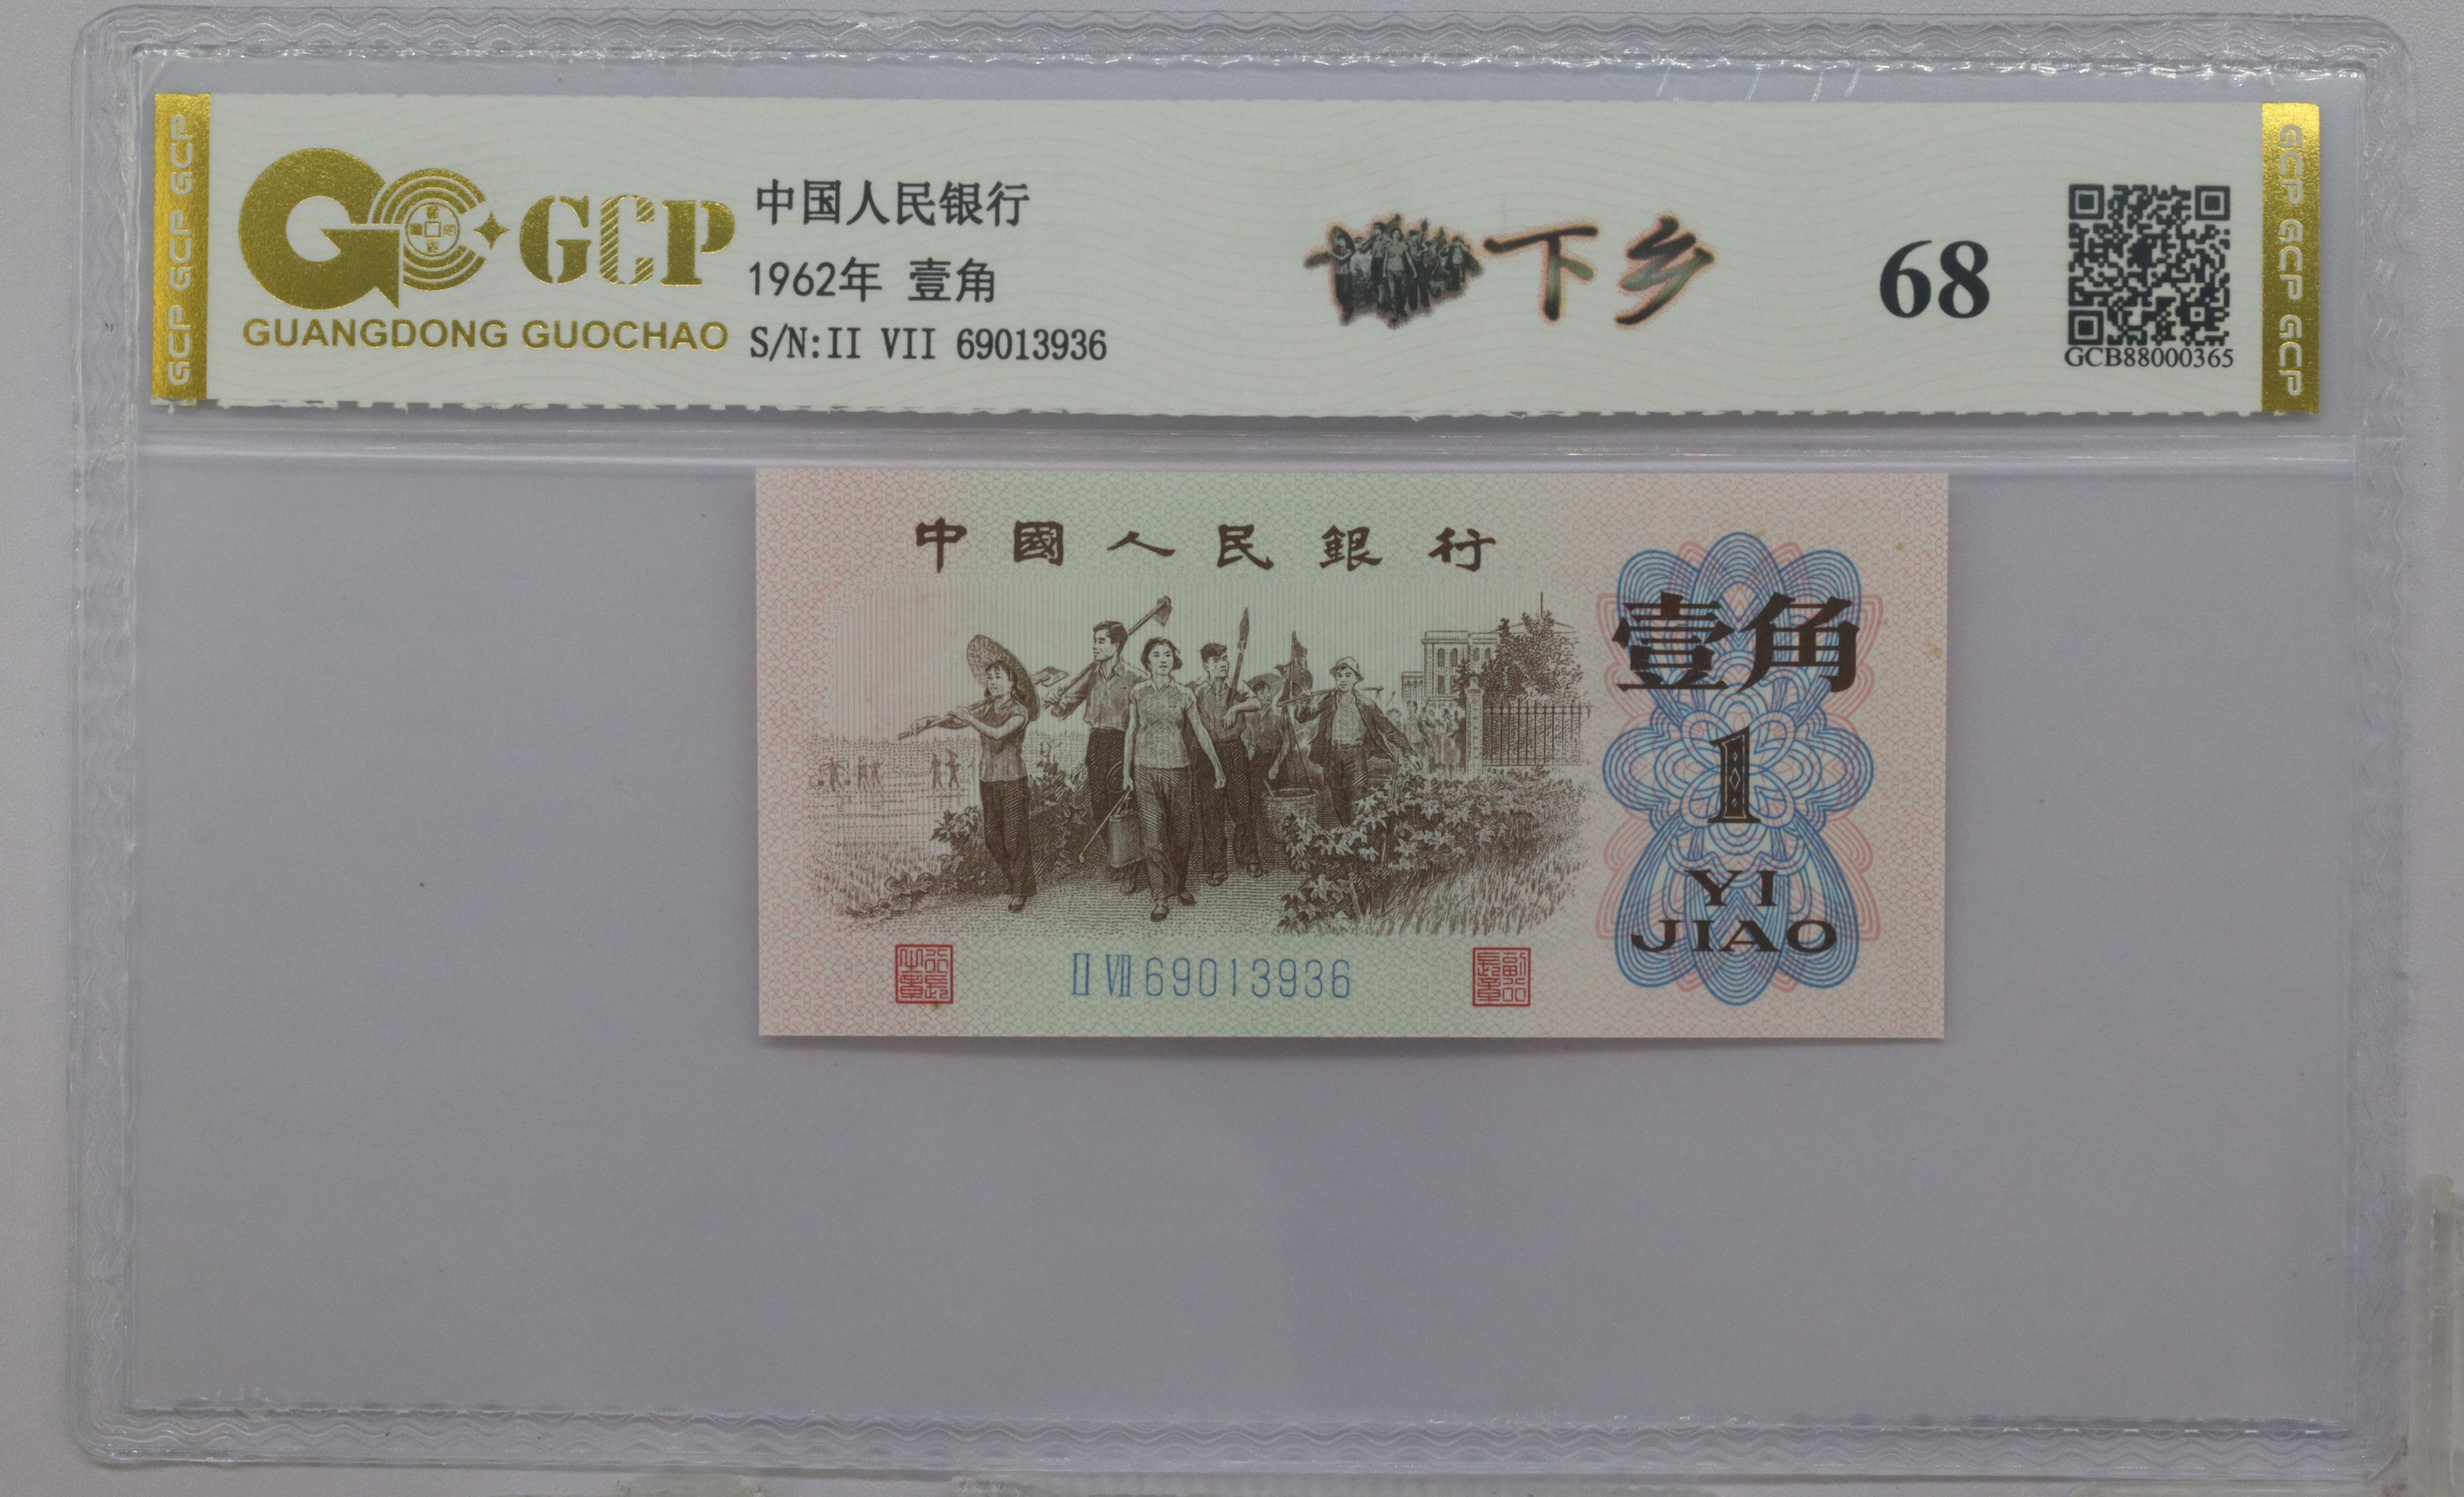 GCP GCP GCP
GCP
GUANGDONG GUOCHAO
中国人民银行
1962年 壹角
S/N:II VII 69013936
下乡
68
GCB88000365
GCP GCP GCP
中國人民銀行
壹角
1
YI
JIAO
II VII 69013936